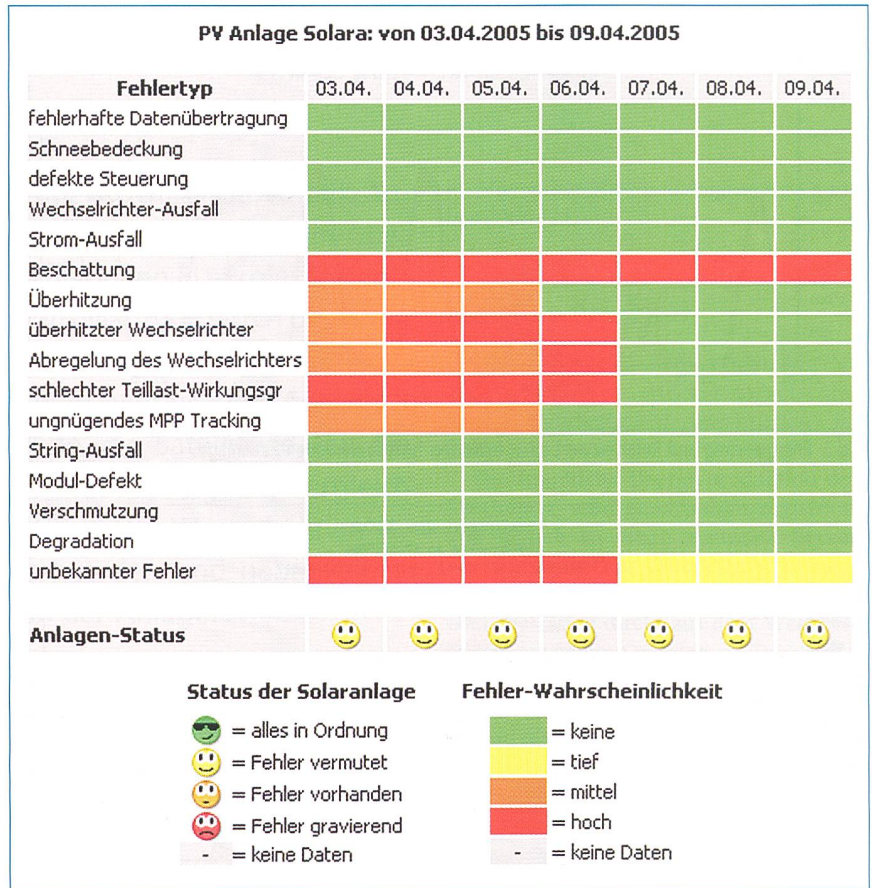 PV Anlage Solara: von 03.04.2005 bis 09.04.2005
Fehlertyp 03.04. 04.04. 05.04. 06.04. 07.04. 08.04. 09.04.
fehlerhafte Datenübertragung
Schneebedeckung
defekte Steuerung
Wechselrichter-Ausfall
Strom-Ausfall
Beschattung
Überhitzung
überhitzter Wechselrichter
Abregelung des Wechselrichters
schlechter Teillast-Wirkungsgr
ungnügendes MPP Tracking
String-Ausfall
Modul-Defekt
Verschmutzung
Degradation
unbekannter Fehler
Anlagen-Status
Status der Solaranlage Fehler-Wahrscheinlichkeit
= alles in Ordnung = keine
= Fehler vermutet = tief
= Fehler vorhanden = mittel
= Fehler gravierend = hoch
- = keine Daten - = keine Daten